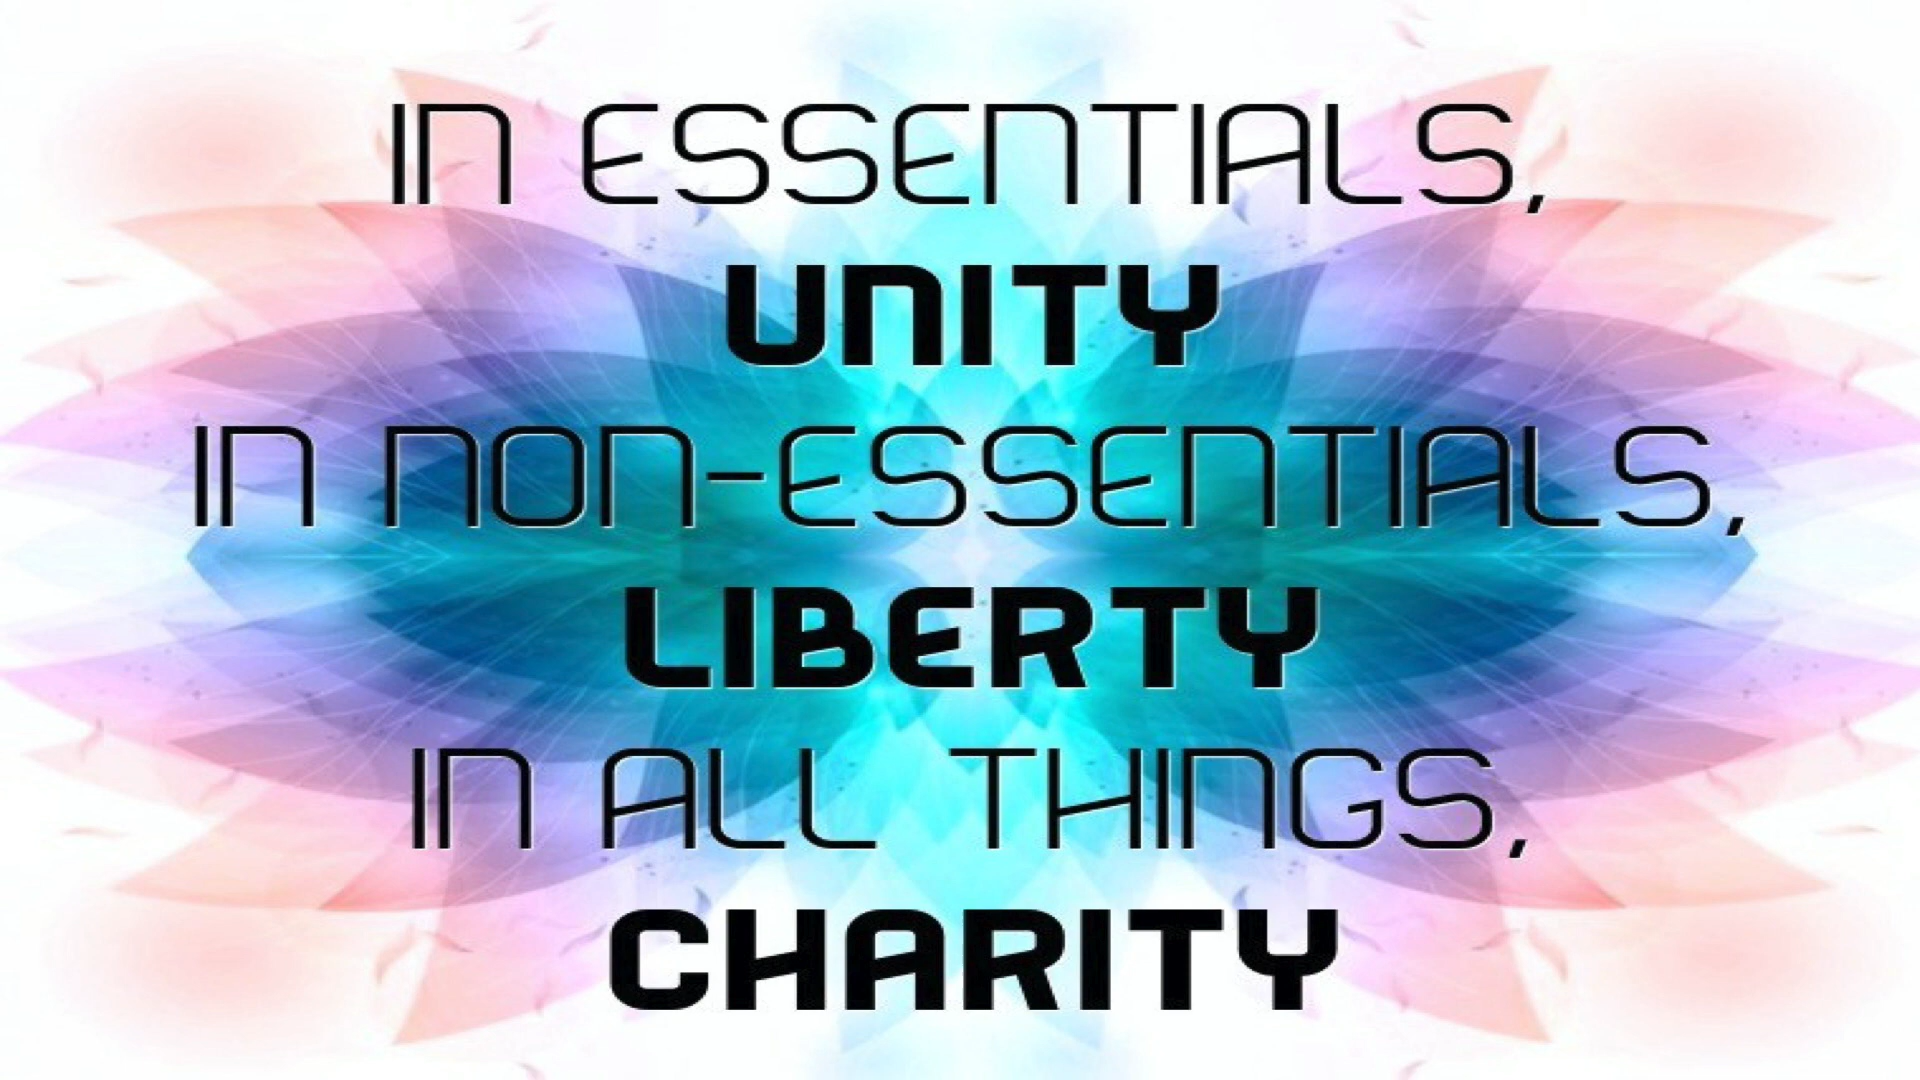 IN ESSENTIALS,
UNITY
IN NON-ESSENTIALS,
LIBERTY
IN ALL THINGS,
CHARITY